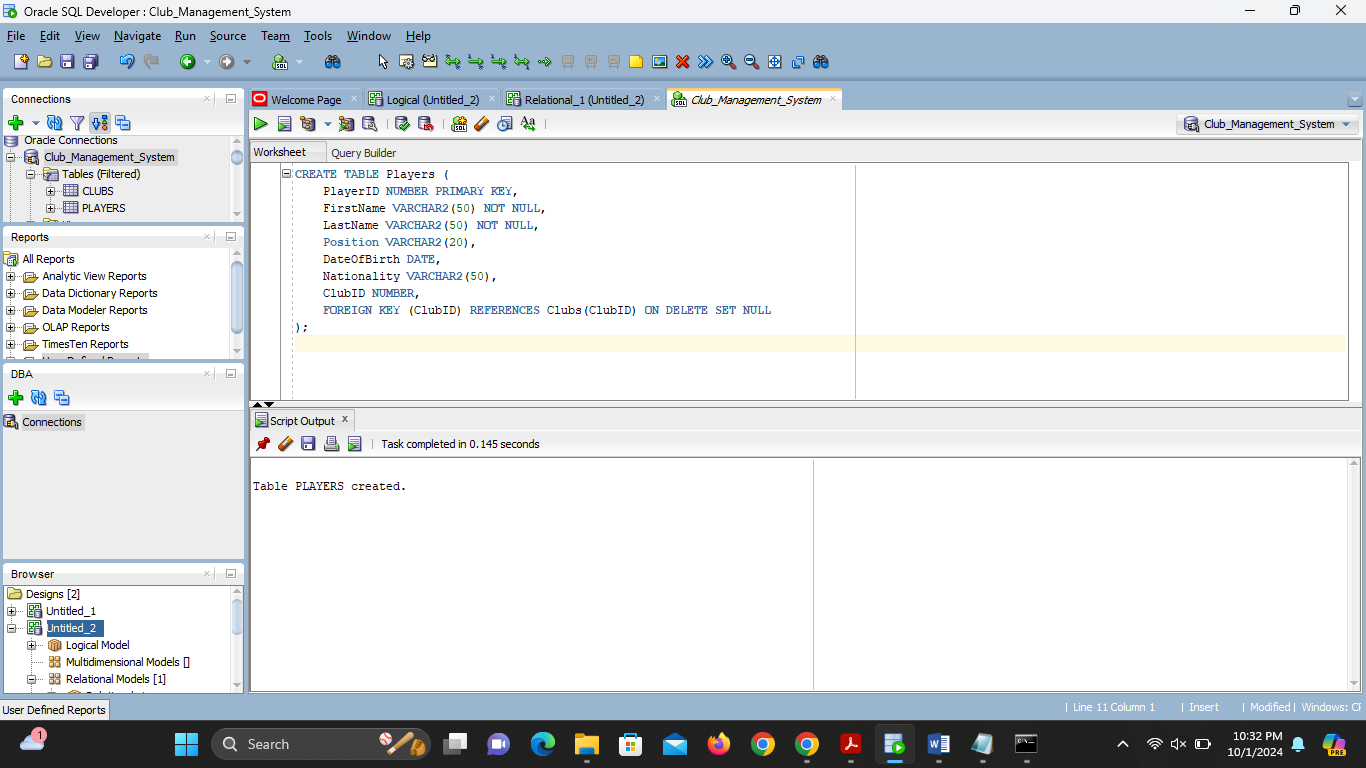 Oracle SQL Developer : Club_Management_System
File Edit View Navigate Run Source Team Tools Window Help
Connections
Oracle Connections
Club_Management_System
Tables (Filtered)
CLUBS
PLAYERS
Reports
All Reports
Analytic View Reports
Data Dictionary Reports
Data Modeler Reports
OLAP Reports
TimesTen Reports
DBA
Connections
Browser
Designs [2]
Untitled_1
Untitled_2
Logical Model
Multidimensional Models []
Relational Models [1]
User Defined Reports
Welcome Page Logical (Untitled_2) Relational_1 (Untitled_2) Club_Management_System
Club_Management_System
Worksheet Query Builder
CREATE TABLE Players (
PlayerID NUMBER PRIMARY KEY,
FirstName VARCHAR2(50) NOT NULL,
LastName VARCHAR2(50) NOT NULL,
Position VARCHAR2(20),
DateOfBirth DATE,
Nationality VARCHAR2(50),
ClubID NUMBER,
FOREIGN KEY (ClubID) REFERENCES Clubs(ClubID) ON DELETE SET NULL
);
Script Output
Task completed in 0.145 seconds
Table PLAYERS created.
Line 11 Column 1 Insert Modified Windows:
1 Search 10:32 PM
10/1/2024
PRE